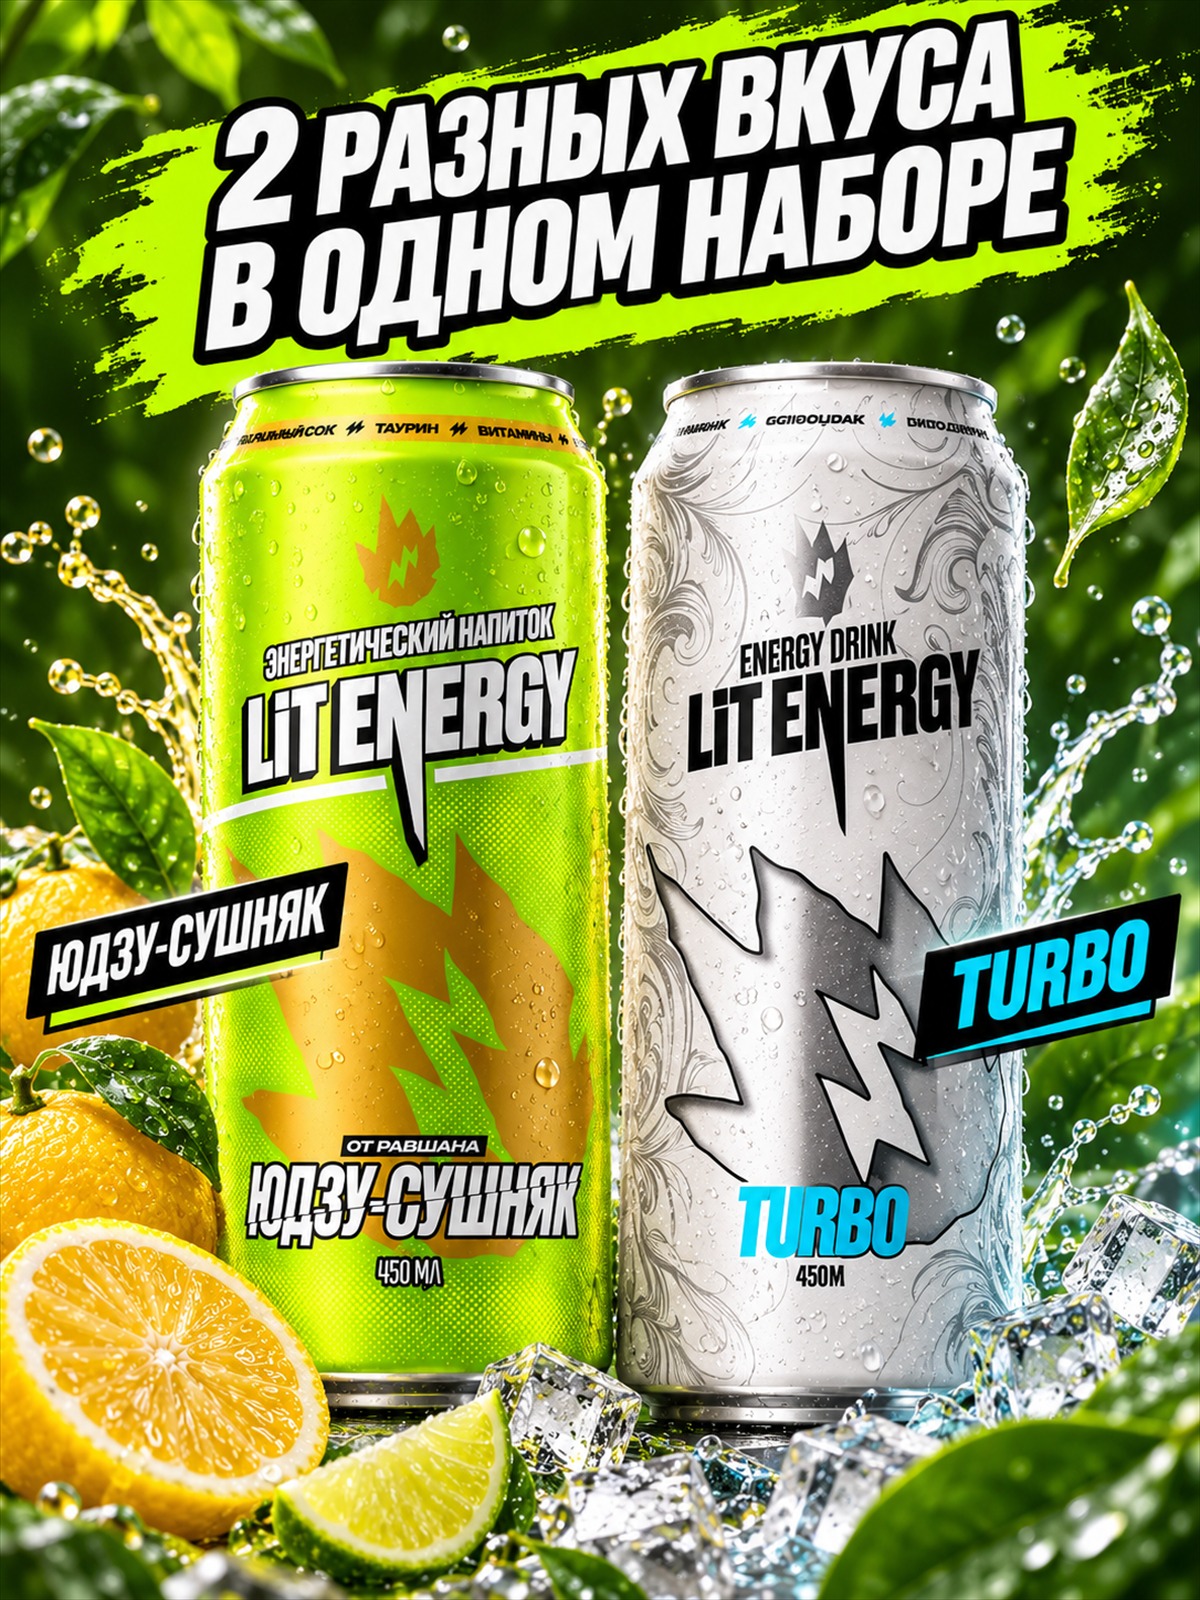 2 РАЗНЫХ ВКУСА
В ОДНОМ НАБОРЕ
ТАУРИН
ВИТАМИНЫ
ЭНЕРГЕТИЧЕСКИЙ НАПИТОК
LiT ENERGY
ENERGY DRINK
LiT ENERGY
ЮДЗУ-СУШНЯК
TURBO
ОТ РАВШАНА
ЮДЗУ-СУШНЯК
450 МЛ
TURBO
450M